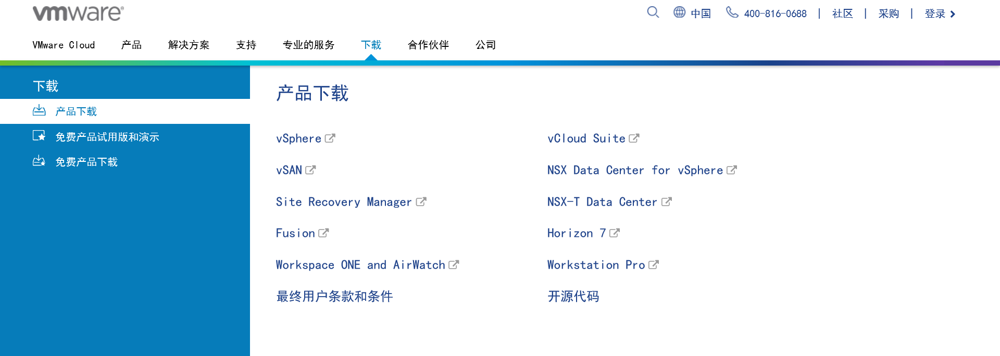 vmware®
中国 400-816-0688 | 社区 | 采购 | 登录
VMware Cloud 产品 解决方案 支持 专业的服务 下载 合作伙伴 公司
下载
产品下载
免费产品试用版和演示
免费产品下载
产品下载
vSphere vCloud Suite
vSAN NSX Data Center for vSphere
Site Recovery Manager NSX-T Data Center
Fusion Horizon 7
Workspace ONE and AirWatch Workstation Pro
最终用户条款和条件 开源代码